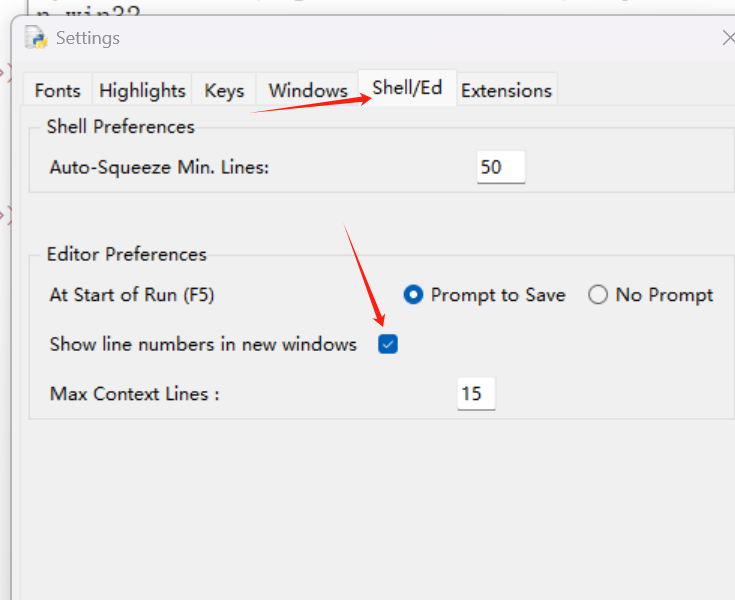 n win32
Settings
Fonts Highlights Keys Windows Shell/Ed Extensions
Shell Preferences
Auto-Squeeze Min. Lines: 50
Editor Preferences
At Start of Run (F5) Prompt to Save No Prompt
Show line numbers in new windows
Max Context Lines : 15